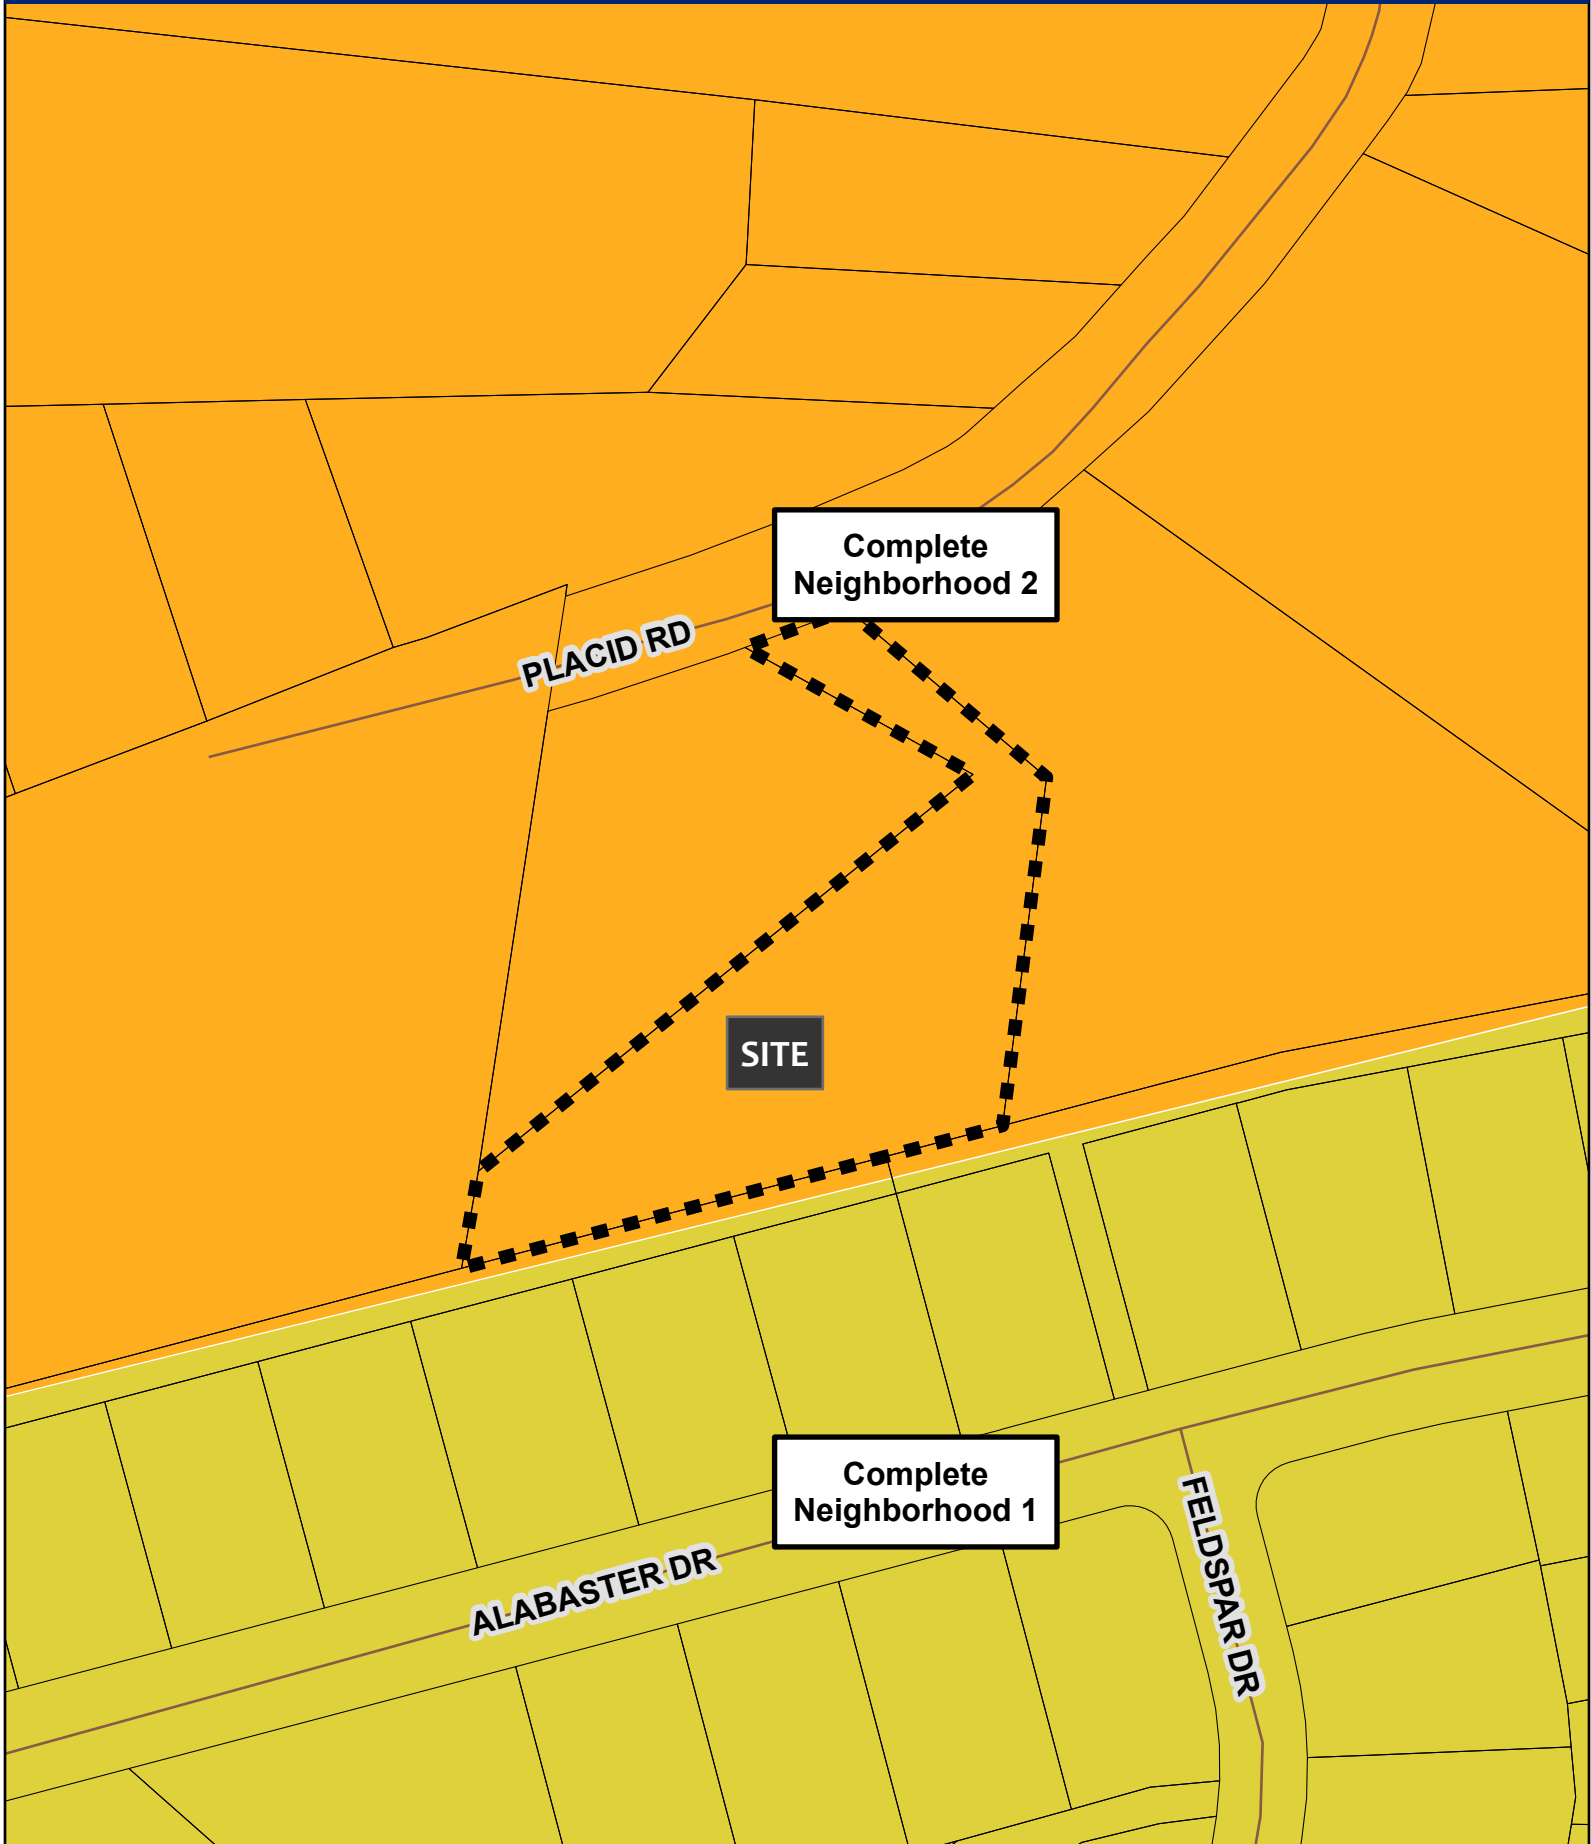 Complete
Neighborhood 2
PLACID RD
SITE
Complete
Neighborhood 1
FELDSPAR DR
ALABASTER DR